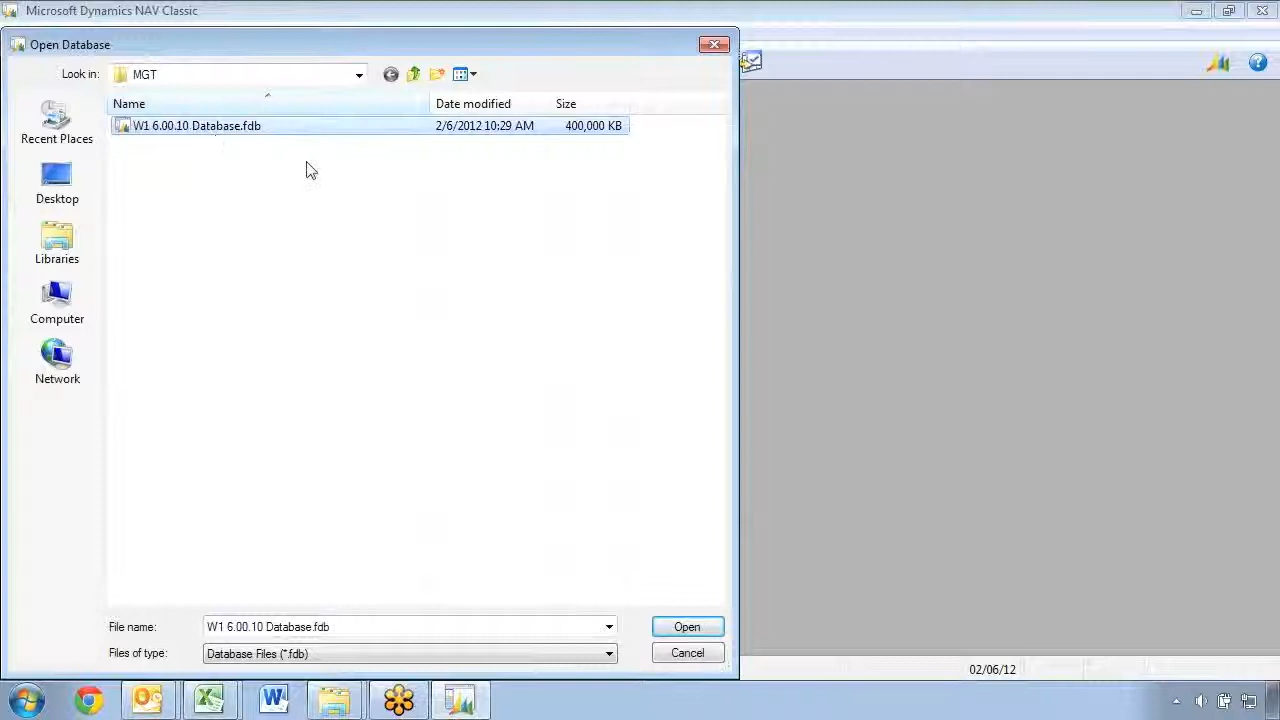 Microsoft Dynamics NAV Classic
Open Database
Look in: MGT
Name Date modified Size
W1 6.00.10 Database.fdb 2/6/2012 10:29 AM 400,000 KB
Recent Places
Desktop
Libraries
Computer
Network
File name: W1 6.00.10 Database.fdb Open
Files of type: Database Files (*.fdb) Cancel
02/06/12